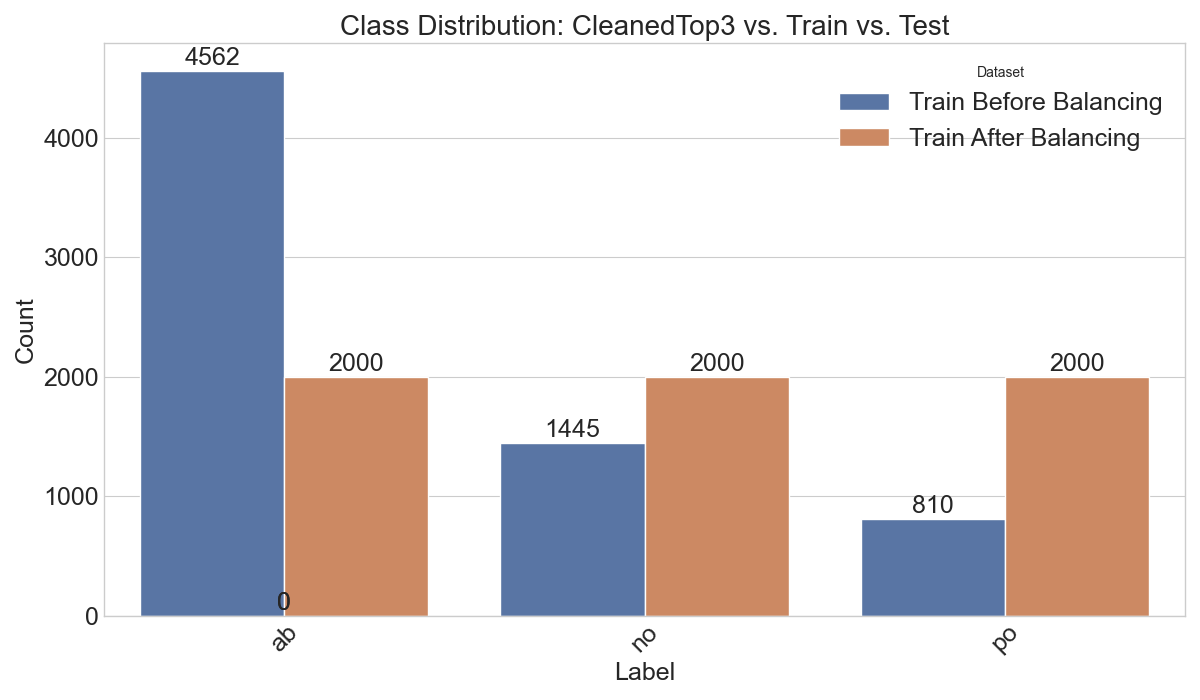 Class Distribution: CleanedTop3 vs. Train vs. Test
Dataset
Train Before Balancing
Train After Balancing
Count
4000
3000
2000
1000
0
4562
2000
0
1445
2000
810
2000
ab
no
po
Label